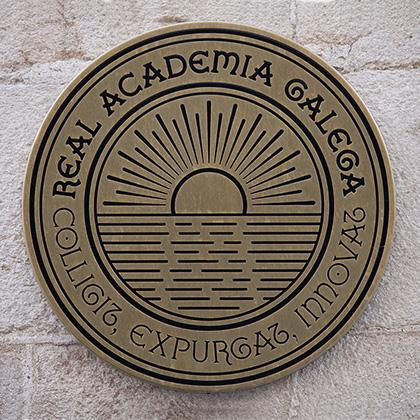 REAL ACADEMIA GALEGA
COLLIGIT, EXPURGAT, INNOVAT